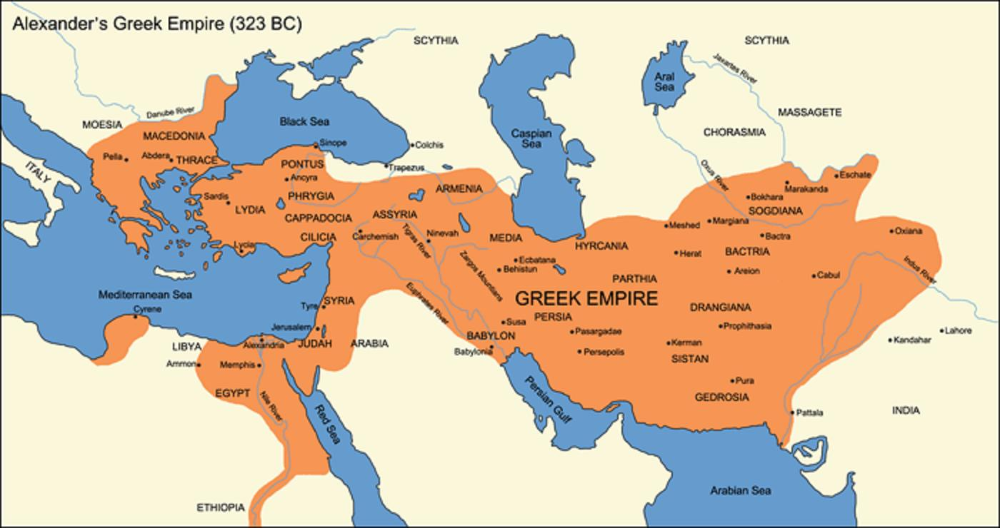 Alexander's Greek Empire (323 BC)
SCYTHIA
SCYTHIA
Jaxartes River
Aral
Sea
Danube River
MOESIA
MASSAGETE
Black Sea
MACEDONIA
CHORASMIA
Caspian
Sea
Sinope
Colchis
Pella
Abdera
THRACE
ITALY
PONTUS
Trapezus
Oxus River
Eschate
Ancyra
Marakanda
ARMENIA
Bokhara
Sardis
PHRYGIA
LYDIA
SOGDIANA
CAPPADOCIA
ASSYRIA
Margiana
Meshed
Oxiana
CILICIA
Carchemish
Tigras River
Ninevah
MEDIA
Bactra
Lycia
HYRCANIA
Herat
BACTRIA
Zargos Mountians
Ecbatana
Behistun
Areion
Cabul
Indus River
PARTHIA
Mediterranean Sea
GREEK EMPIRE
Euphrates River
Cyrene
Tyre
SYRIA
DRANGIANA
PERSIA
Susa
Jerusalem
Prophithasia
Pasargadae
Lahore
BABYLON
Kandahar
LIBYA
Alexandria
JUDAH
ARABIA
Kerman
Babylonia
Persepolis
SISTAN
Ammon
Memphis
Pura
EGYPT
Nile River
Persian Gulf
GEDROSIA
Red Sea
Pattala
INDIA
Arabian Sea
ETHIOPIA